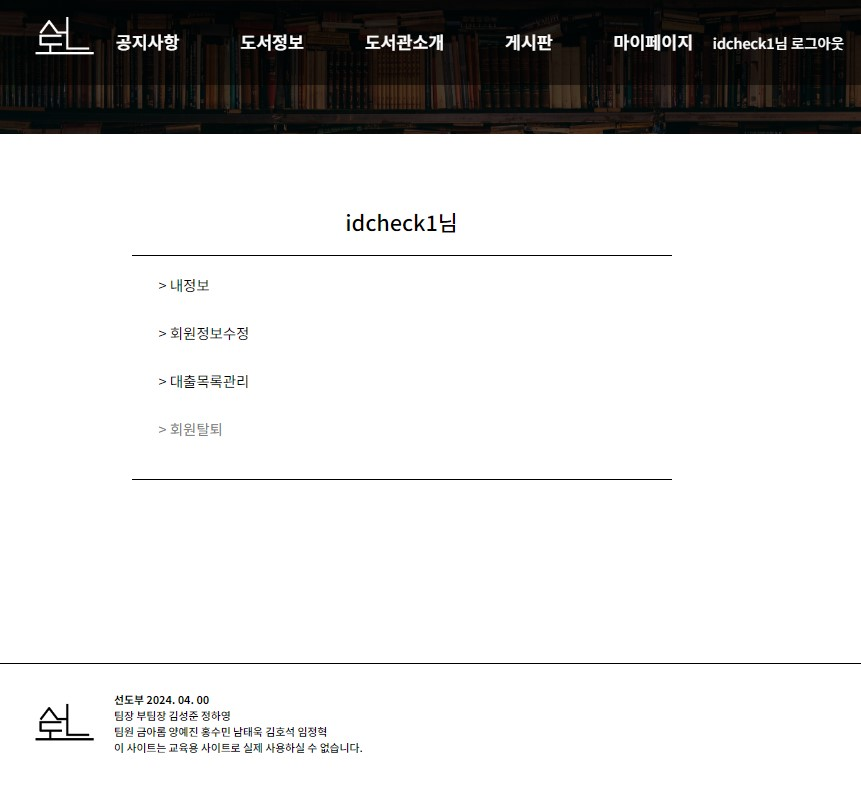 공지사항 도서정보 도서관소개 게시판 마이페이지 idcheck1님 로그아웃
idcheck1님
> 내정보
> 회원정보수정
> 대출목록관리
> 회원탈퇴
선도부 2024. 04. 00
팀장 부팀장 김성준 정하영
팀원 금아롬 양예진 홍수민 남태욱 김호석 임정혁
이 사이트는 교육용 사이트로 실제 사용하실 수 없습니다.